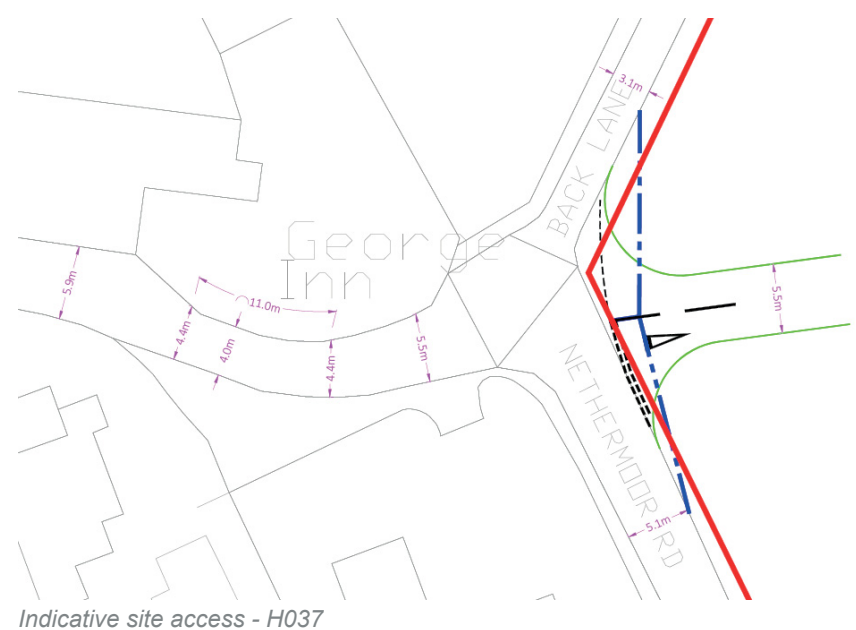 3.1m
BACK LANE
George
Inn
5.9m
11.0m
4.4m
4.0m
4.4m
5.5m
5.5m
NETHERMOOR RD
5.1m
Indicative site access - H037